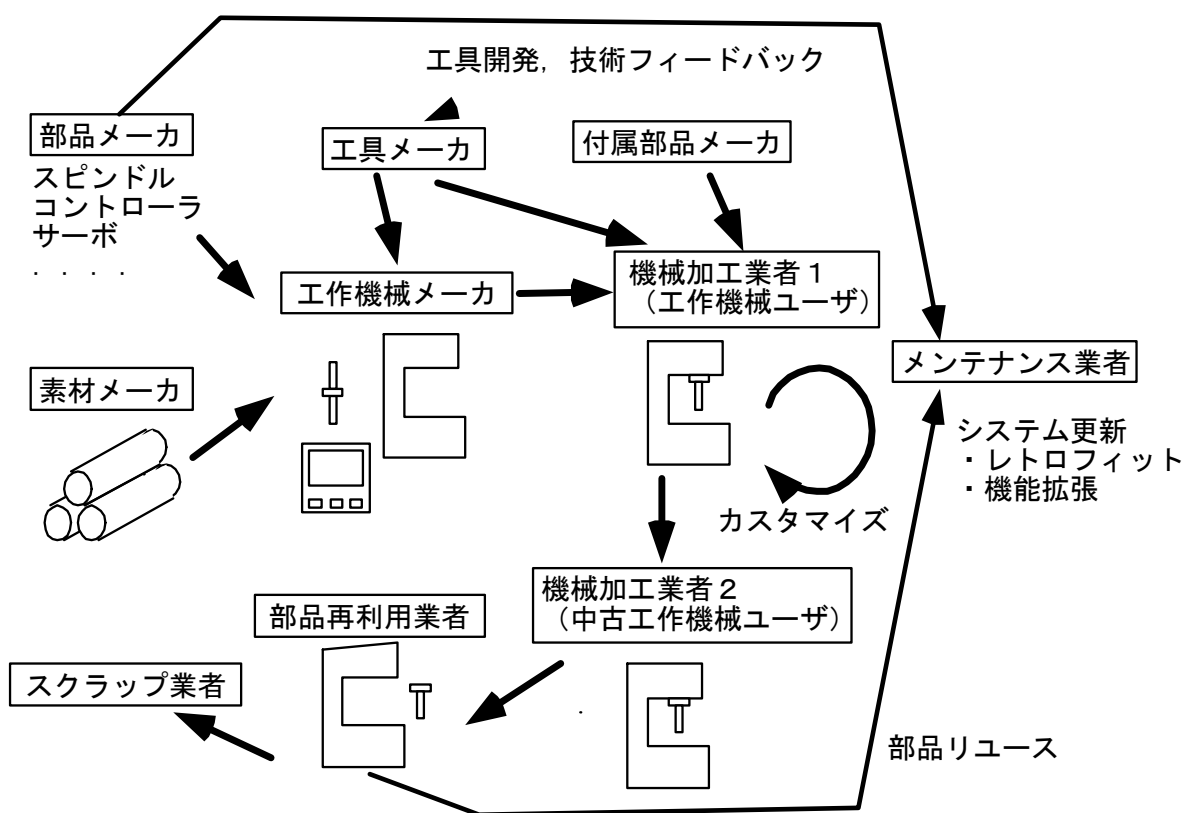 工具開発，技術フィードバック
部品メーカ
スピンドル
コントローラ
サーボ
．．．．
工具メーカ
付属部品メーカ
工作機械メーカ
機械加工業者１
（工作機械ユーザ）
メンテナンス業者
システム更新
・レトロフィット
・機能拡張
素材メーカ
カスタマイズ
機械加工業者２
（中古工作機械ユーザ）
部品再利用業者
スクラップ業者
部品リユース